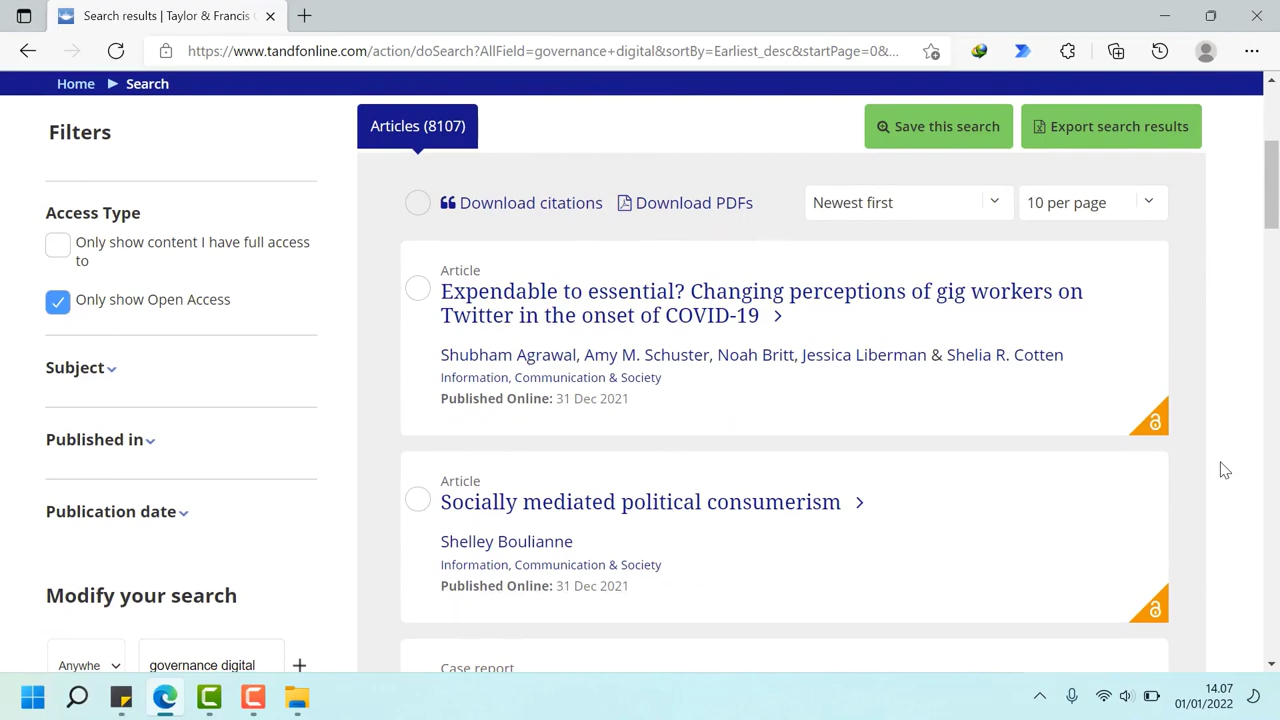 Search results | Taylor & Francis
https://www.tandfonline.com/action/doSearch?AllField=governance+digital&sortBy=Earliest_desc&startPage=0&...
Home Search
Filters
Access Type
Only show content I have full access
to
Only show Open Access
Subject
Published in
Publication date
Modify your search
Anywhe
governance digital
Articles (8107)
Save this search
Export search results
Download citations
Download PDFs
Newest first
10 per page
Article
Expendable to essential? Changing perceptions of gig workers on
Twitter in the onset of COVID-19
Shubham Agrawal, Amy M. Schuster, Noah Britt, Jessica Liberman & Shelia R. Cotten
Information, Communication & Society
Published Online: 31 Dec 2021
Article
Socially mediated political consumerism
Shelley Boulianne
Information, Communication & Society
Published Online: 31 Dec 2021
Case report
14.07
01/01/2022